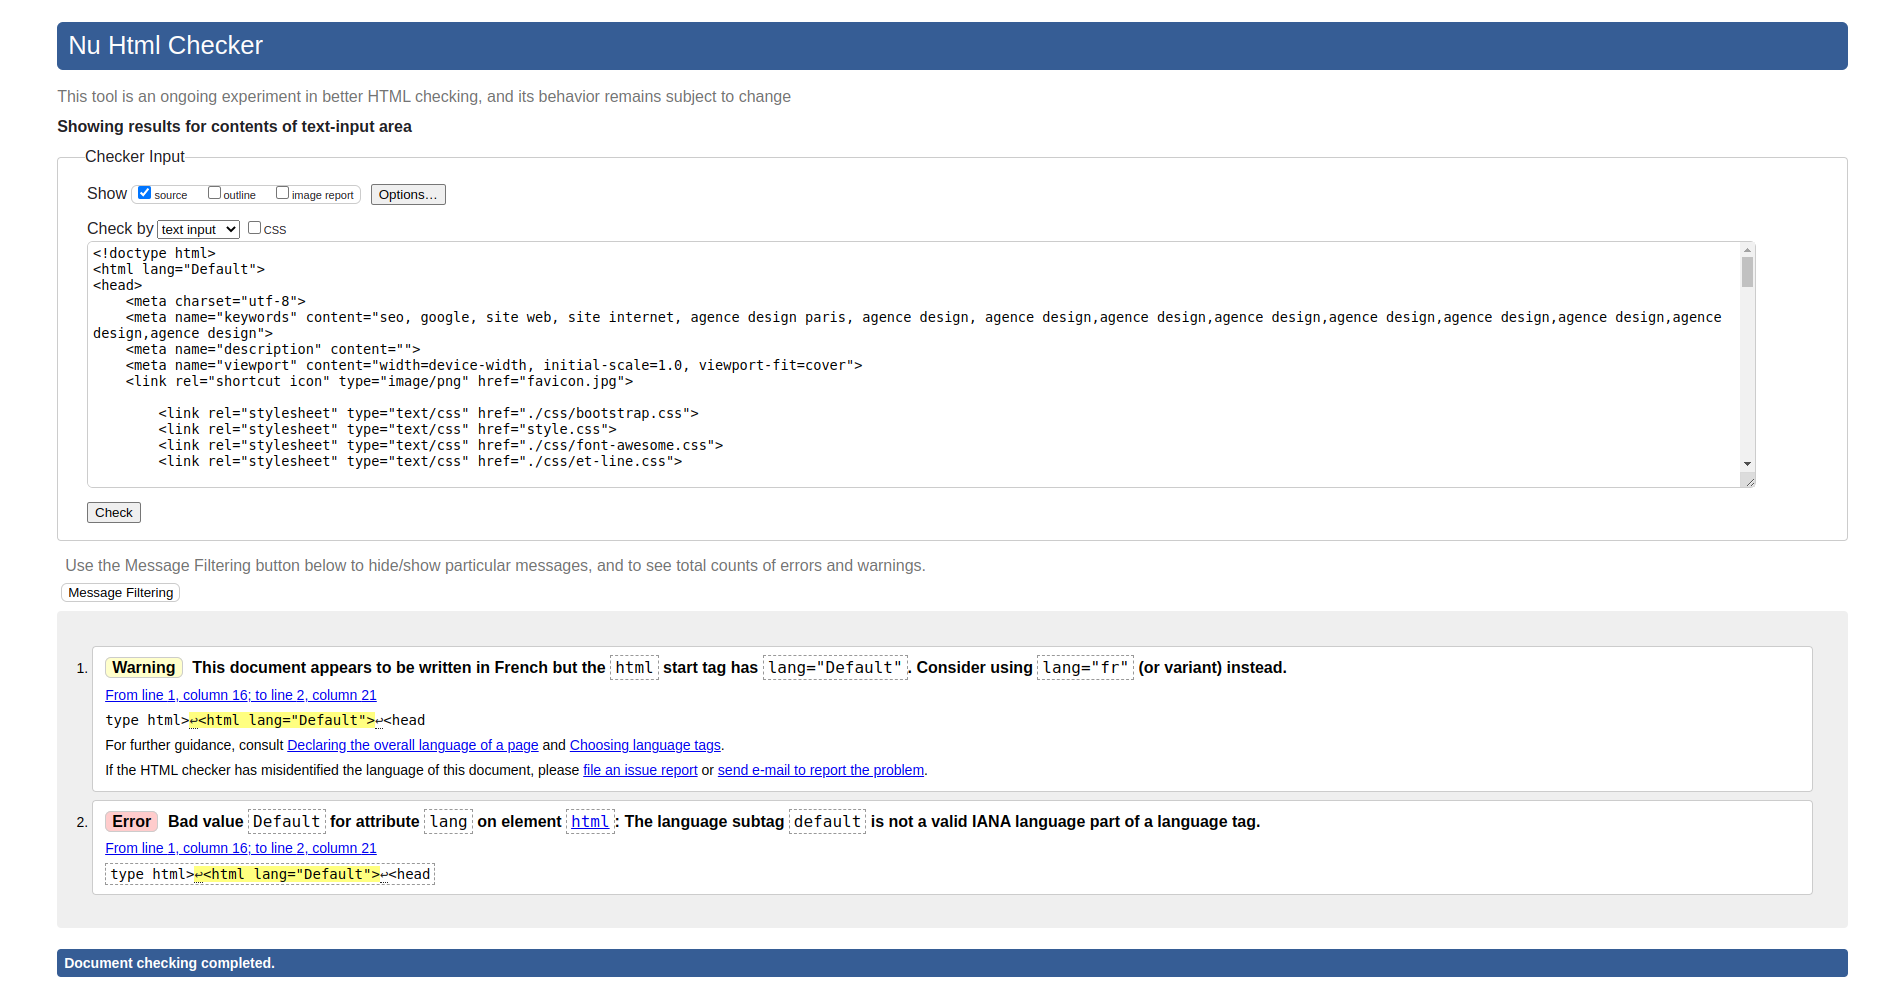 Nu Html Checker
This tool is an ongoing experiment in better HTML checking, and its behavior remains subject to change
Showing results for contents of text-input area
Checker Input
Show source outline image report Options...
Check by text input CSS
<!doctype html>
<html lang="Default">
<head>
    <meta charset="utf-8">
    <meta name="keywords" content="seo, google, site web, site internet, agence design paris, agence design, agence design,agence design,agence design,agence design,agence design,agence design,agence
design,agence design">
    <meta name="description" content="">
    <meta name="viewport" content="width=device-width, initial-scale=1.0, viewport-fit=cover">
    <link rel="shortcut icon" type="image/png" href="favicon.jpg">
        <link rel="stylesheet" type="text/css" href="./css/bootstrap.css">
        <link rel="stylesheet" type="text/css" href="style.css">
        <link rel="stylesheet" type="text/css" href="./css/font-awesome.css">
        <link rel="stylesheet" type="text/css" href="./css/et-line.css">
Check
Use the Message Filtering button below to hide/show particular messages, and to see total counts of errors and warnings.
Message Filtering
1. Warning This document appears to be written in French but the html start tag has lang="Default". Consider using lang="fr" (or variant) instead.
From line 1, column 16; to line 2, column 21
type html>↩<html lang="Default">↩<head
For further guidance, consult Declaring the overall language of a page and Choosing language tags.
If the HTML checker has misidentified the language of this document, please file an issue report or send e-mail to report the problem.
2. Error Bad value Default for attribute lang on element html: The language subtag default is not a valid IANA language part of a language tag.
From line 1, column 16; to line 2, column 21
type html>↩<html lang="Default">↩<head
Document checking completed.